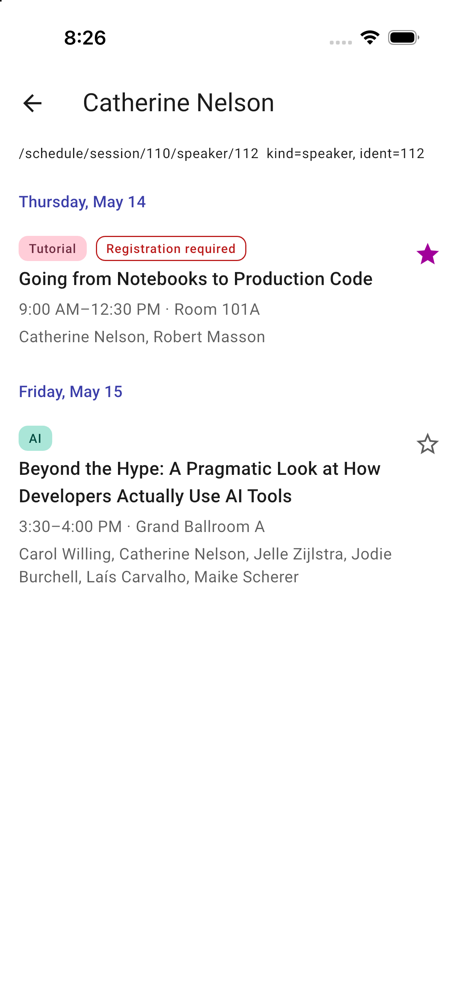 8:26
Catherine Nelson
/schedule/session/110/speaker/112  kind=speaker, ident=112
Thursday, May 14
Tutorial Registration required
Going from Notebooks to Production Code
9:00 AM–12:30 PM · Room 101A
Catherine Nelson, Robert Masson
Friday, May 15
AI
Beyond the Hype: A Pragmatic Look at How
Developers Actually Use AI Tools
3:30–4:00 PM · Grand Ballroom A
Carol Willing, Catherine Nelson, Jelle Zijlstra, Jodie
Burchell, Laís Carvalho, Maike Scherer